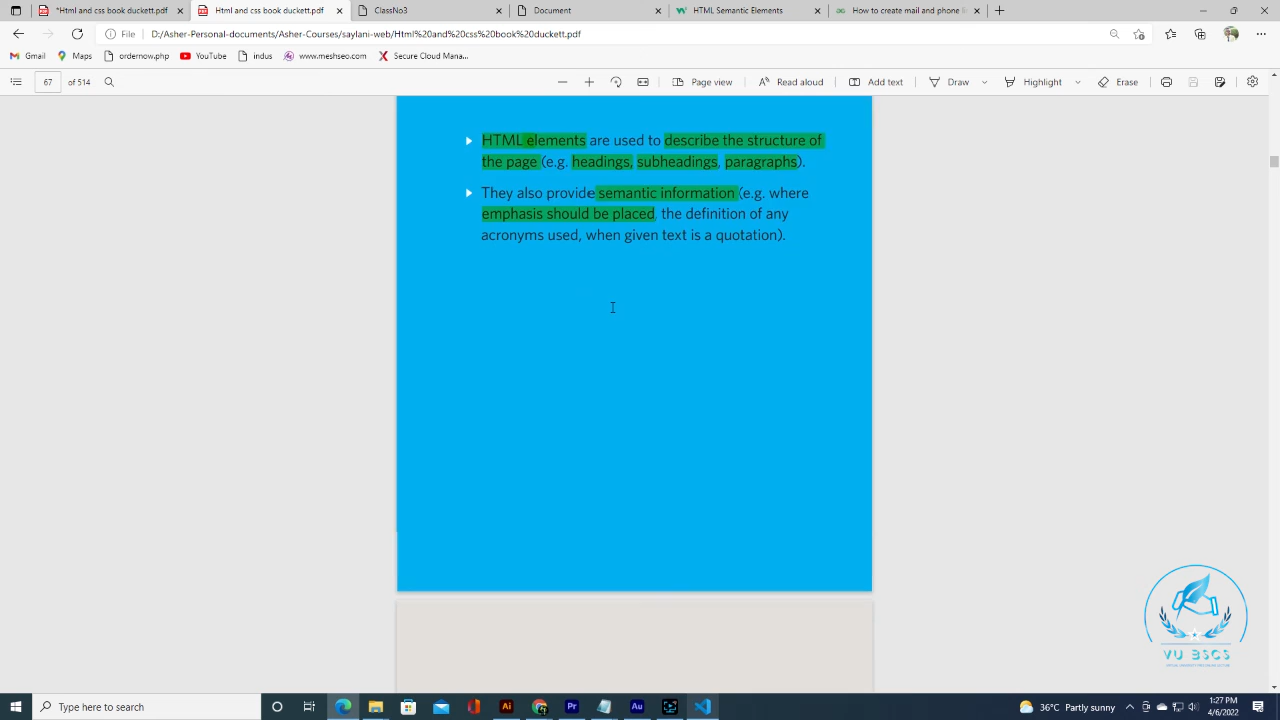 Html and css book duckett.pdf
Html and css book duckett.pdf
ClassNo3
Document
HTML Semantic Elements
How to create mail and phone li
File
D:/Asher-Personal-documents/Asher-Courses/saylani-web/Html%20and%20css%20book%20duckett.pdf
Gmail
Maps
ordernow.php
YouTube
indus
www.meshseo.com
Secure Cloud Mana...
67 of 514
Page view
Read aloud
Add text
Draw
Highlight
Erase
HTML elements are used to describe the structure of
the page (e.g. headings, subheadings, paragraphs).
They also provide semantic information (e.g. where
emphasis should be placed, the definition of any
acronyms used, when given text is a quotation).
VU BSCS
Type here to search
36°C Partly sunny
1:27 PM
4/6/2022